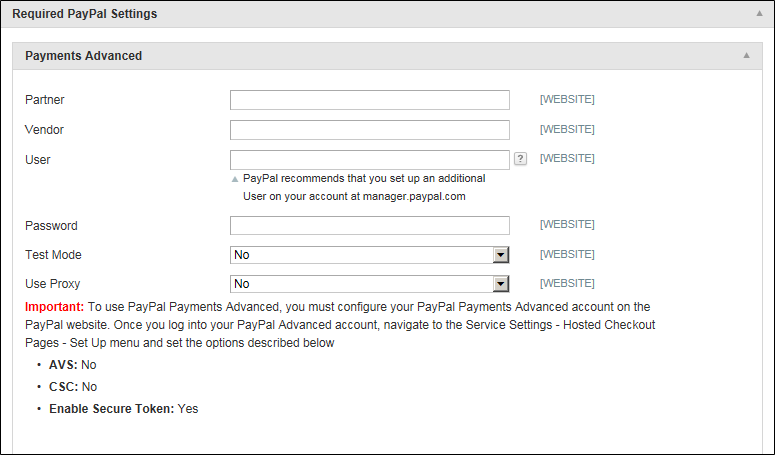 Required PayPal Settings
Payments Advanced
Partner [WEBSITE]
Vendor [WEBSITE]
User ? [WEBSITE]
PayPal recommends that you set up an additional
User on your account at manager.paypal.com
Password [WEBSITE]
Test Mode No [WEBSITE]
Use Proxy No [WEBSITE]
Important: To use PayPal Payments Advanced, you must configure your PayPal Payments Advanced account on the
PayPal website. Once you log into your PayPal Advanced account, navigate to the Service Settings - Hosted Checkout
Pages - Set Up menu and set the options described below
• AVS: No
• CSC: No
• Enable Secure Token: Yes